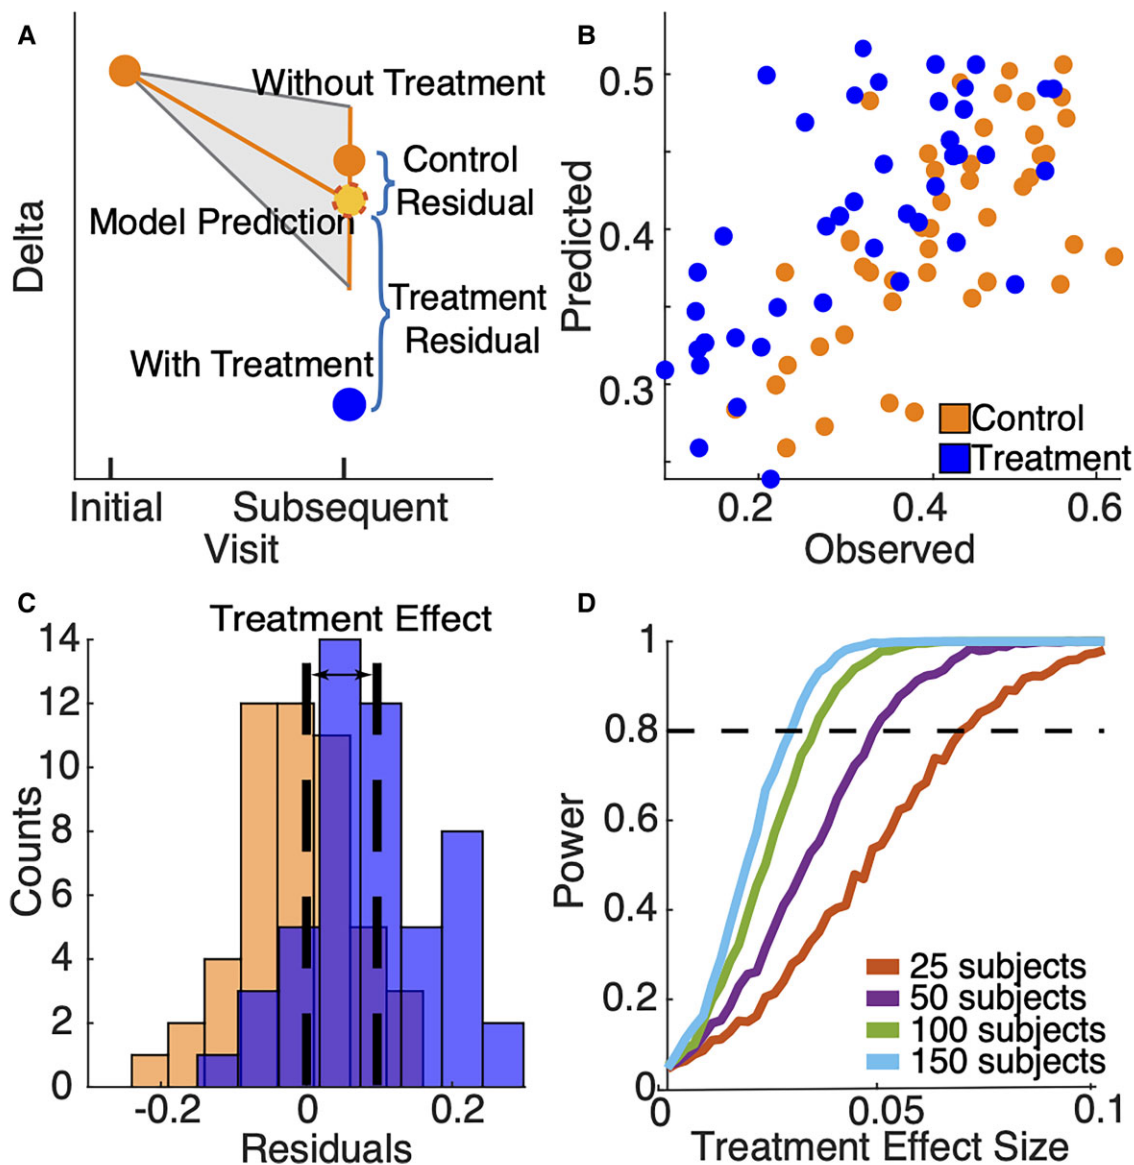 A
Without Treatment
Control
Residual
Model Prediction
Treatment
Residual
With Treatment
Delta
Initial
Subsequent
Visit
B
0.5
0.4
0.3
Predicted
Control
Treatment
0.2
0.4
0.6
Observed
C
Treatment Effect
14
12
10
8
6
4
2
0
Counts
-0.2
0
0.2
Residuals
D
1
0.8
0.6
0.4
0.2
0
Power
25 subjects
50 subjects
100 subjects
150 subjects
0
0.05
0.1
Treatment Effect Size